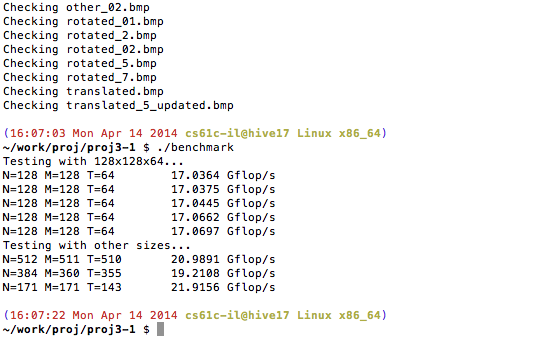 Checking other_02.bmp
Checking rotated_01.bmp
Checking rotated_2.bmp
Checking rotated_02.bmp
Checking rotated_5.bmp
Checking rotated_7.bmp
Checking translated.bmp
Checking translated_5_updated.bmp
(16:07:03 Mon Apr 14 2014 cs61c-il@hive17 Linux x86_64)
~/work/proj/proj3-1 $ ./benchmark
Testing with 128x128x64...
N=128 M=128 T=64 17.0364 Gflop/s
N=128 M=128 T=64 17.0375 Gflop/s
N=128 M=128 T=64 17.0445 Gflop/s
N=128 M=128 T=64 17.0662 Gflop/s
N=128 M=128 T=64 17.0697 Gflop/s
Testing with other sizes...
N=512 M=511 T=510 20.9891 Gflop/s
N=384 M=360 T=355 19.2108 Gflop/s
N=171 M=171 T=143 21.9156 Gflop/s
(16:07:22 Mon Apr 14 2014 cs61c-il@hive17 Linux x86_64)
~/work/proj/proj3-1 $